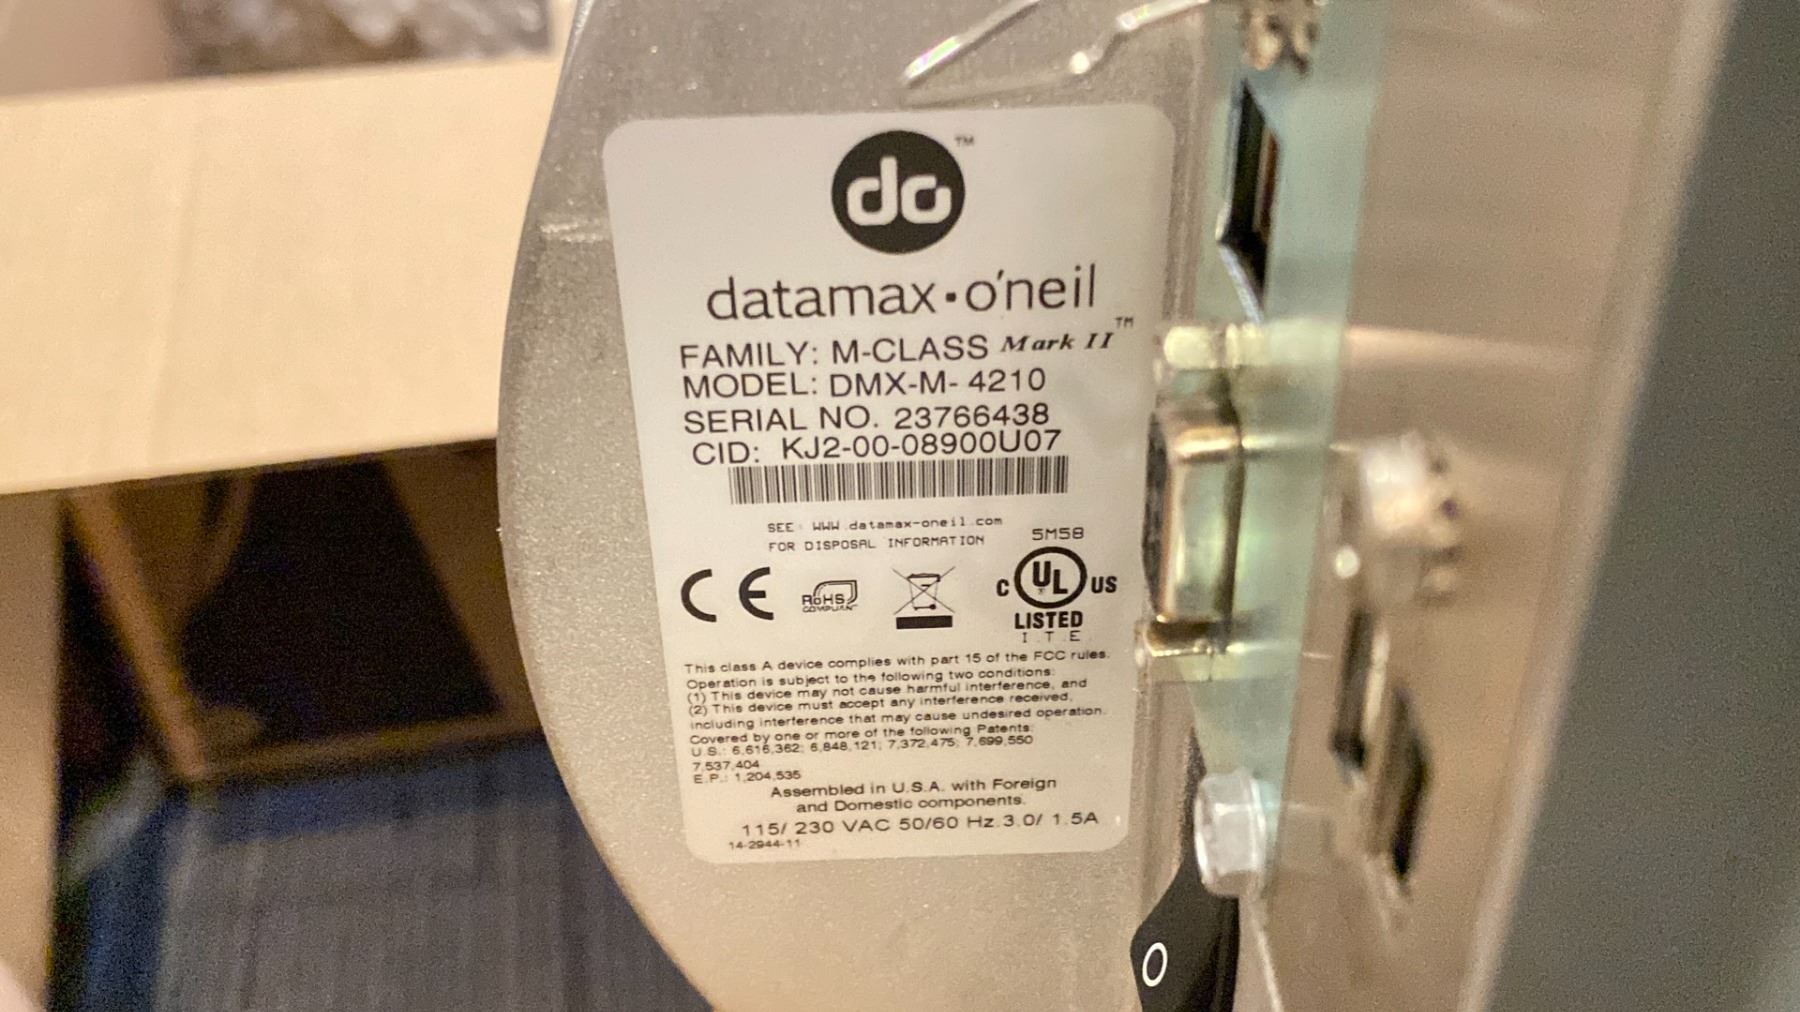 do™
datamax•o'neil
FAMILY: M-CLASS Mark II™
MODEL: DMX-M- 4210
SERIAL NO. 23766438
CID: KJ2-00-08900U07
SEE: WWW.datamax-oneil.com
FOR DISPOSAL INFORMATION
5M58
CE
RoHS
COMPLIANT
C UL US
LISTED
I.T.E.
This class A device complies with part 15 of the FCC rules.
Operation is subject to the following two conditions:
(1) This device may not cause harmful interference, and
(2) This device must accept any interference received,
including interference that may cause undesired operation.
Covered by one or more of the following Patents:
U.S.: 6,616,362; 6,848,121; 7,372,475; 7,699,550
7,537,404
E.P.: 1,204,535
Assembled in U.S.A. with Foreign
and Domestic components.
115/ 230 VAC 50/60 Hz 3.0/ 1.5A
14-2944-11
O